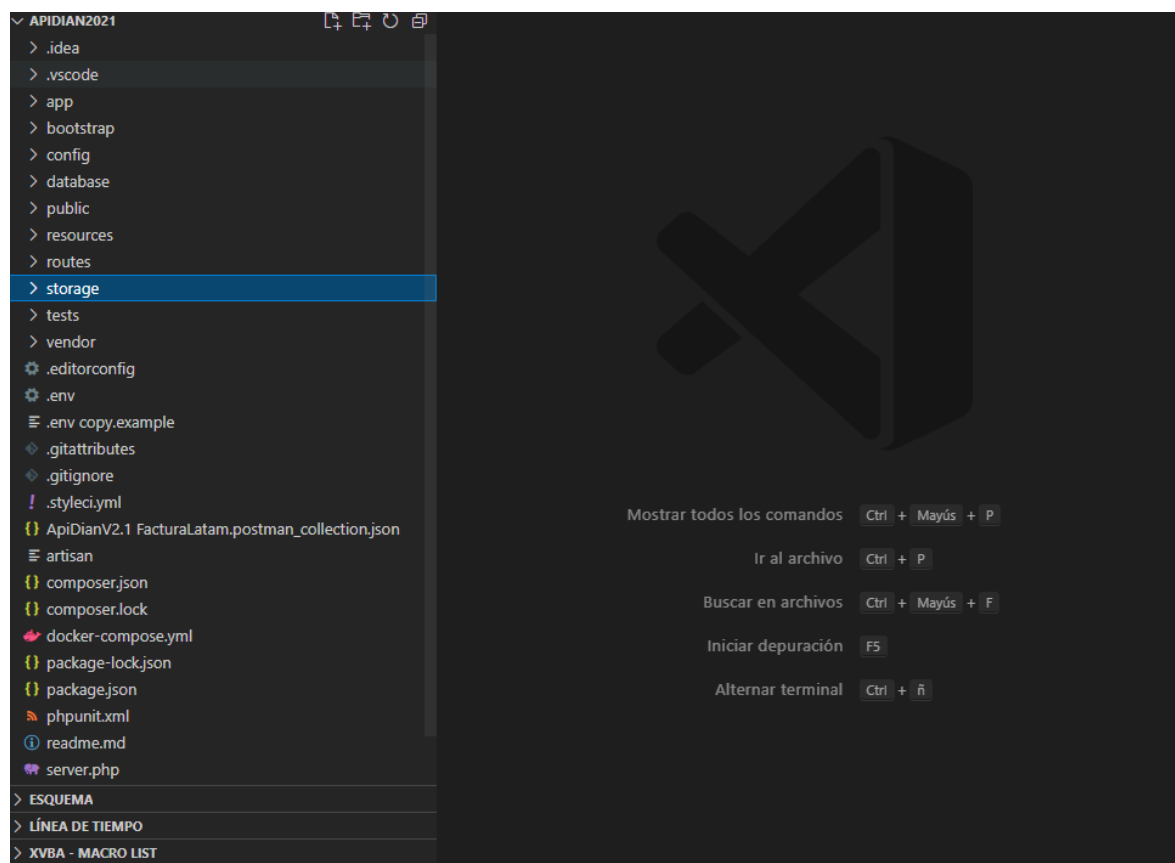 APIDIAN2021
.idea
.vscode
app
bootstrap
config
database
public
resources
routes
storage
tests
vendor
.editorconfig
.env
.env copy.example
.gitattributes
.gitignore
.styleci.yml
ApiDianV2.1 FacturaLatam.postman_collection.json
artisan
composer.json
composer.lock
docker-compose.yml
package-lock.json
package.json
phpunit.xml
readme.md
server.php
ESQUEMA
LÍNEA DE TIEMPO
XVBA - MACRO LIST
Mostrar todos los comandos Ctrl + Mayús + P
Ir al archivo Ctrl + P
Buscar en archivos Ctrl + Mayús + F
Iniciar depuración F5
Alternar terminal Ctrl + ñ